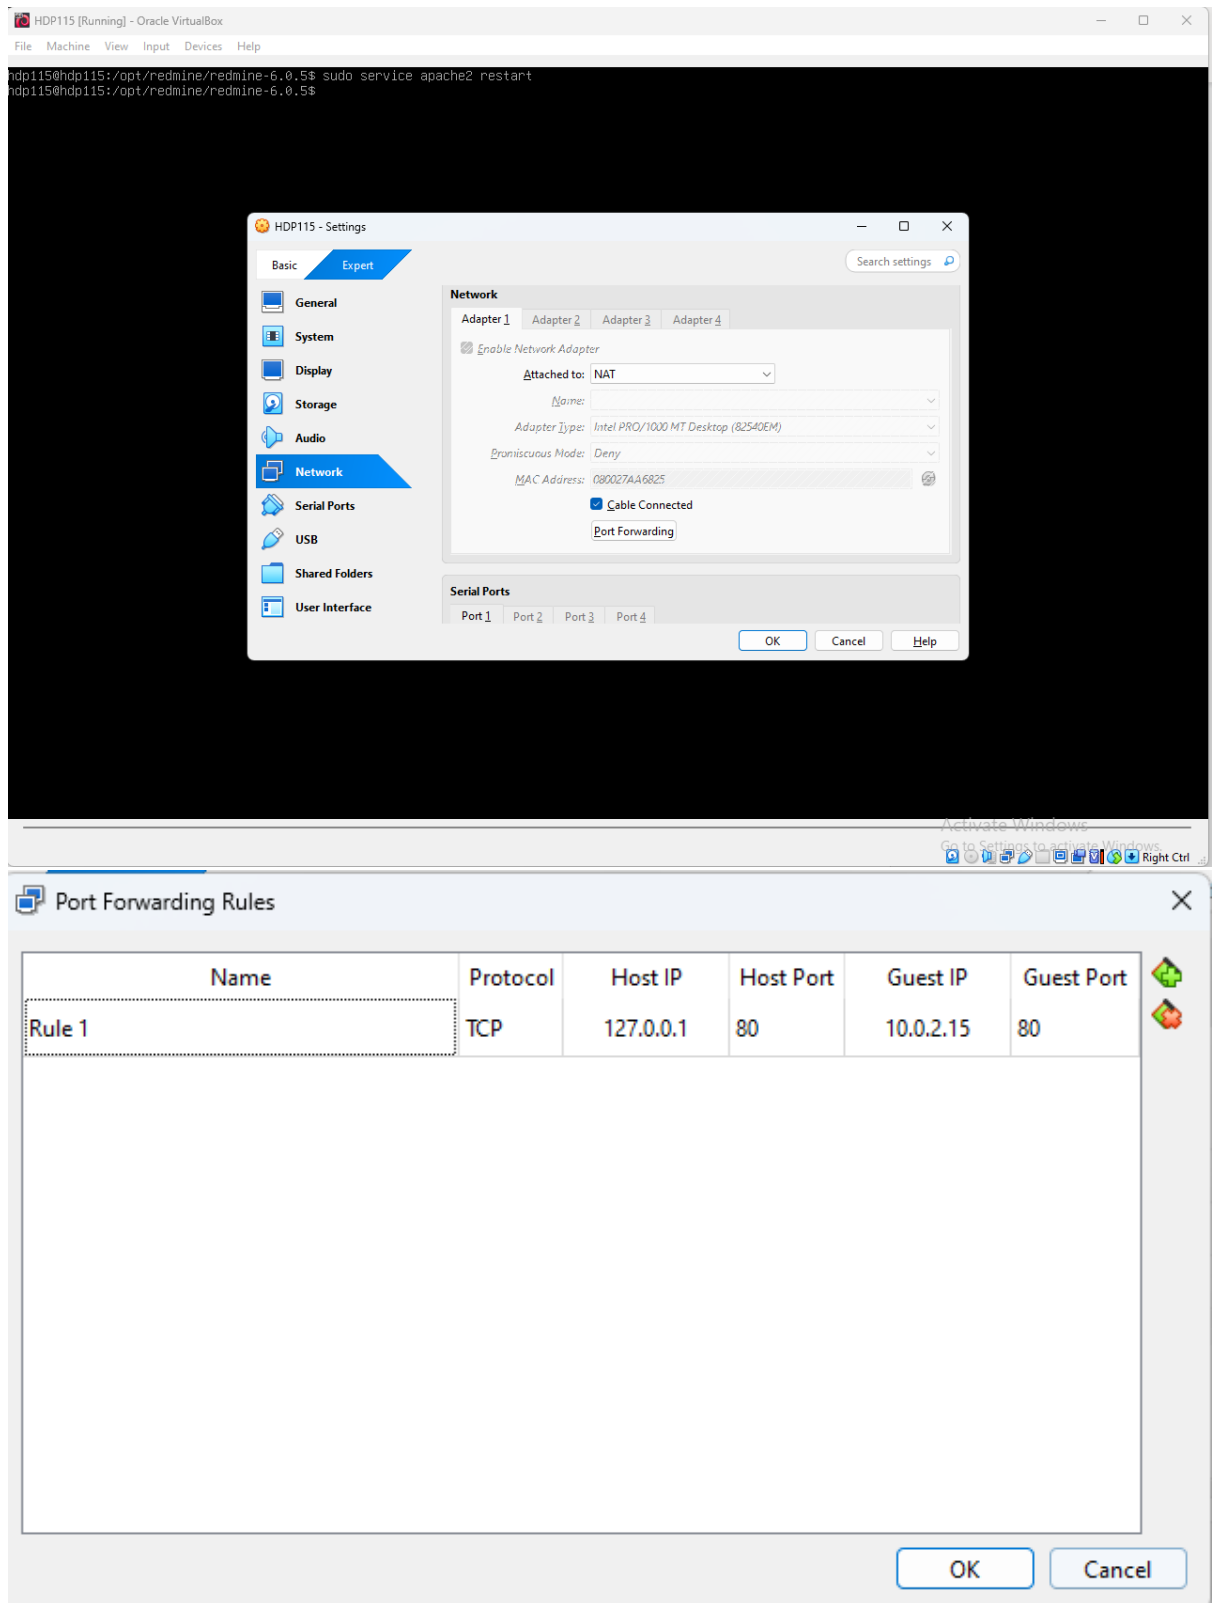 HDP115 [Running] - Oracle VirtualBox
File Machine View Input Devices Help
hdp115@hdp115:/opt/redmine/redmine-6.0.5$ sudo service apache2 restart
hdp115@hdp115:/opt/redmine/redmine-6.0.5$
HDP115 - Settings
Basic Expert Search settings
General
System
Display
Storage
Audio
Network
Serial Ports
USB
Shared Folders
User Interface
Network
Adapter 1 Adapter 2 Adapter 3 Adapter 4
Enable Network Adapter
Attached to: NAT
Name:
Adapter Type: Intel PRO/1000 MT Desktop (82540EM)
Promiscuous Mode: Deny
MAC Address: 080027AA6825
Cable Connected
Port Forwarding
Serial Ports
Port 1 Port 2 Port 3 Port 4
OK Cancel Help
Activate Windows
Go to Settings to activate Windows.
Right Ctrl
Port Forwarding Rules
Name Protocol Host IP Host Port Guest IP Guest Port
Rule 1 TCP 127.0.0.1 80 10.0.2.15 80
OK Cancel